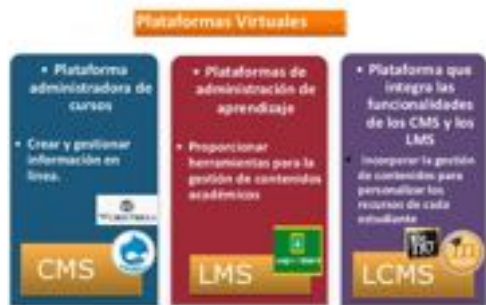 Plataformas Virtuales
• Plataforma
administradora de
cursos
• Crear y gestionar
información en
línea.
CMS
• Plataformas de
administración de
aprendizaje
• Proporcionar
herramientas para la
gestión de contenidos
académicos
LMS
• Plataforma que
integra las
funcionalidades
de los CMS y los
LMS
• Incorporar la gestión
de contenidos para
personalizar los
recursos de cada
estudiante
LCMS